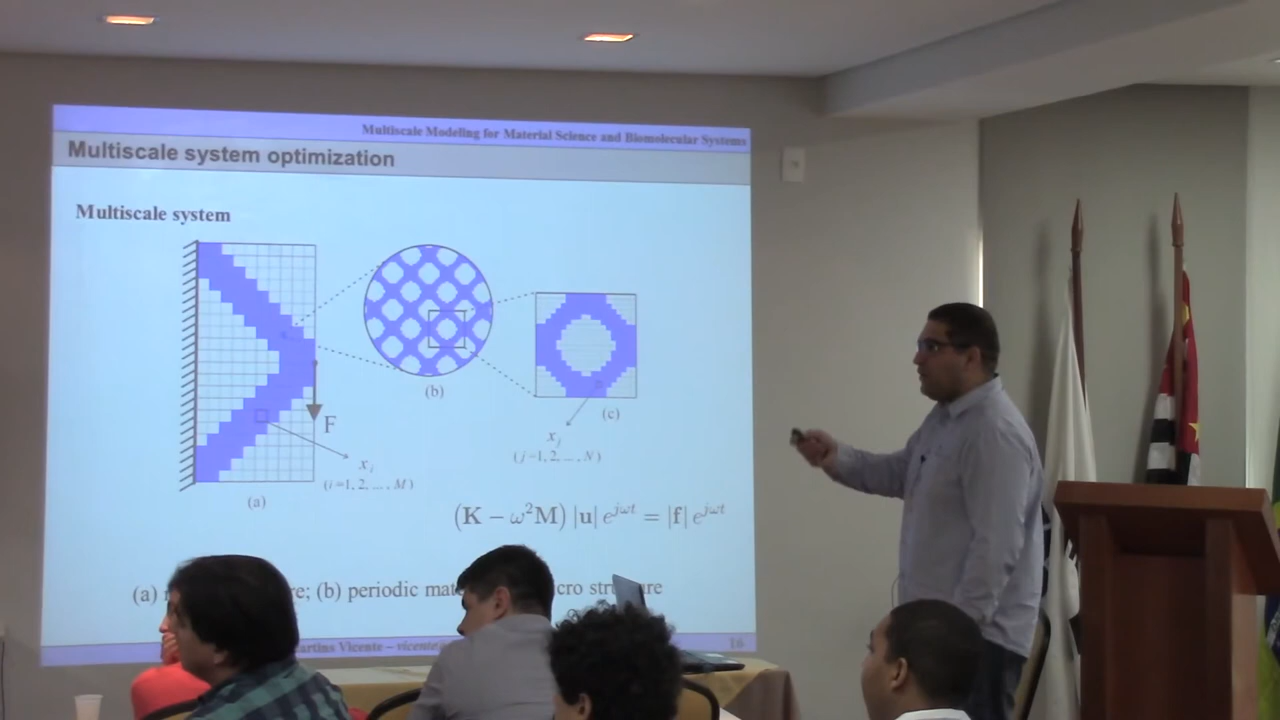 Multiscale Modeling for Material Science and Biomolecular Systems
Multiscale system optimization
Multiscale system
F
x_i
(i=1, 2, ... , M)
(a)
(b)
(c)
x_j
(j=1, 2, ... , N)
(K − ω²M) |u| e^{jωt} = |f| e^{jωt}
(a) re; (b) periodic mat cro structure
artins Vicente – vicente
16